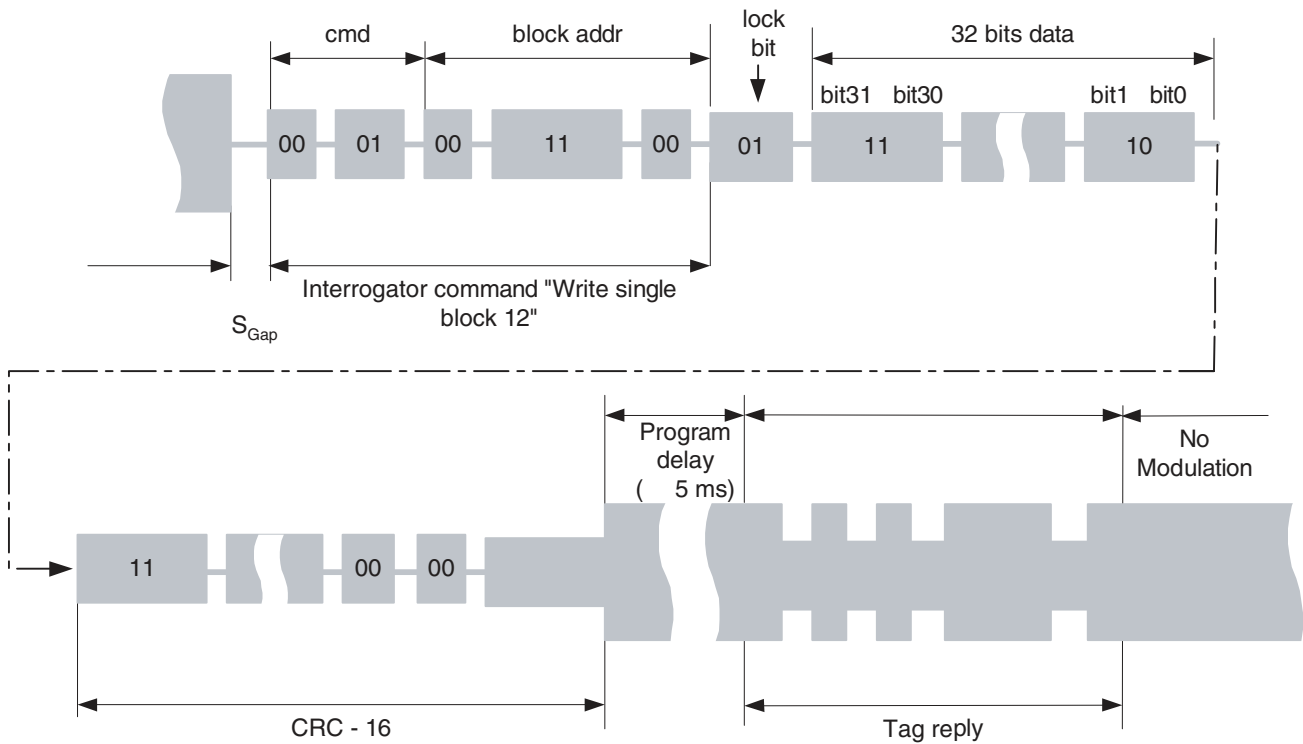 cmd
block addr
lock
bit
32 bits data
bit31 bit30 bit1 bit0
00 01 00 11 00 01 11 10
Interrogator command "Write single
block 12"
SGap
Program
delay
( 5 ms)
No
Modulation
11 00 00
CRC - 16
Tag reply